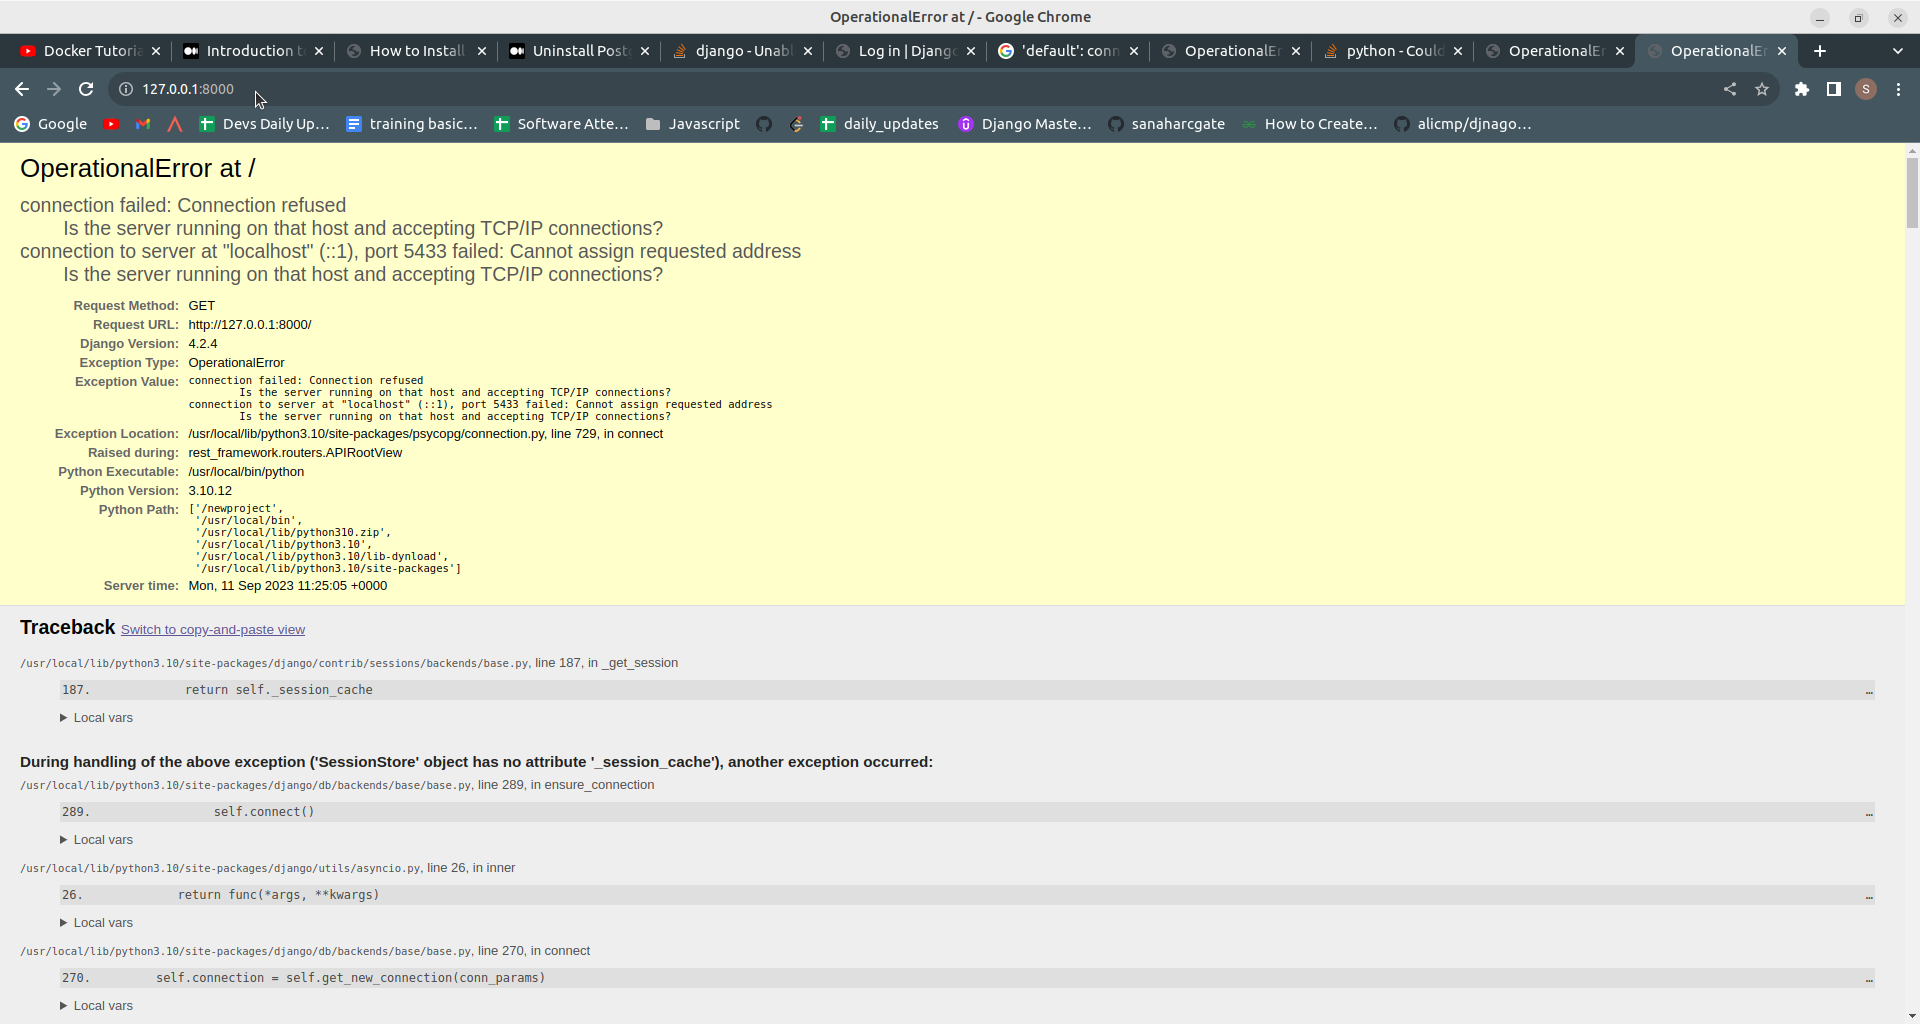 OperationalError at / - Google Chrome
Docker Tutoria
Introduction t
How to Install
Uninstall Post
django - Unab
Log in | Djang
'default': conn
OperationalEr
python - Could
OperationalEr
OperationalEr
127.0.0.1:8000
S
Google
Devs Daily Up...
training basic...
Software Atte...
Javascript
daily_updates
Django Maste...
sanaharcgate
How to Create...
alicmp/djnago...
OperationalError at /
connection failed: Connection refused
Is the server running on that host and accepting TCP/IP connections?
connection to server at "localhost" (::1), port 5433 failed: Cannot assign requested address
Is the server running on that host and accepting TCP/IP connections?
Request Method: GET
Request URL: http://127.0.0.1:8000/
Django Version: 4.2.4
Exception Type: OperationalError
Exception Value: connection failed: Connection refused
Is the server running on that host and accepting TCP/IP connections?
connection to server at "localhost" (::1), port 5433 failed: Cannot assign requested address
Is the server running on that host and accepting TCP/IP connections?
Exception Location: /usr/local/lib/python3.10/site-packages/psycopg/connection.py, line 729, in connect
Raised during: rest_framework.routers.APIRootView
Python Executable: /usr/local/bin/python
Python Version: 3.10.12
Python Path: ['/newproject',
'/usr/local/bin',
'/usr/local/lib/python310.zip',
'/usr/local/lib/python3.10',
'/usr/local/lib/python3.10/lib-dynload',
'/usr/local/lib/python3.10/site-packages']
Server time: Mon, 11 Sep 2023 11:25:05 +0000
Traceback Switch to copy-and-paste view
/usr/local/lib/python3.10/site-packages/django/contrib/sessions/backends/base.py, line 187, in _get_session
187. return self._session_cache …
Local vars
During handling of the above exception ('SessionStore' object has no attribute '_session_cache'), another exception occurred:
/usr/local/lib/python3.10/site-packages/django/db/backends/base/base.py, line 289, in ensure_connection
289. self.connect() …
Local vars
/usr/local/lib/python3.10/site-packages/django/utils/asyncio.py, line 26, in inner
26. return func(*args, **kwargs) …
Local vars
/usr/local/lib/python3.10/site-packages/django/db/backends/base/base.py, line 270, in connect
270. self.connection = self.get_new_connection(conn_params) …
Local vars